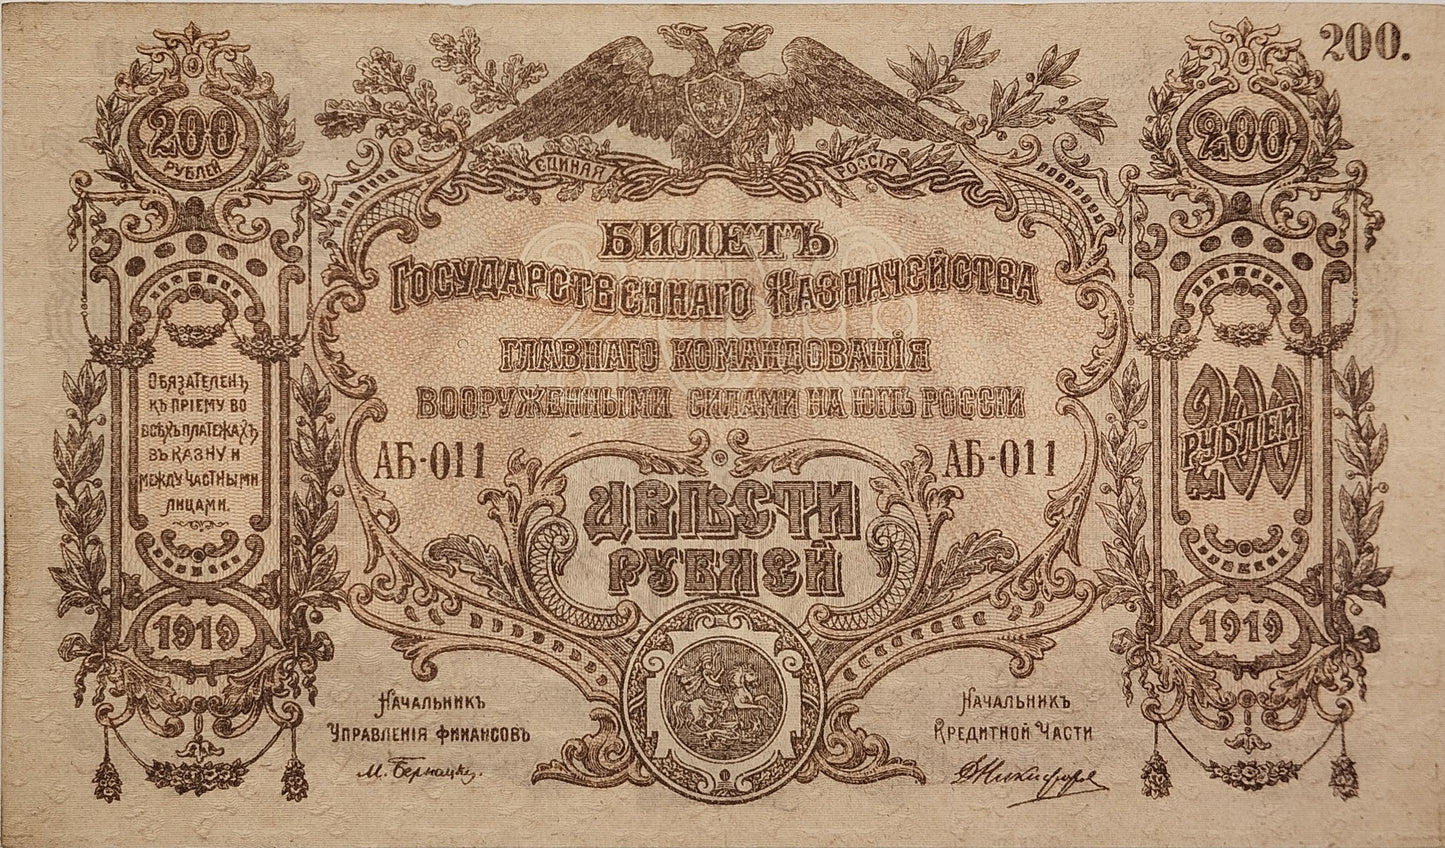 200.
200
РУБЛЕЙ
200
ЕДИНАЯ РОССІЯ
БИЛЕТЪ
ГОСУДАРСТВЕННАГО КАЗНАЧЕЙСТВА
ГЛАВНАГО КОМАНДОВАНІЯ
ВООРУЖЕННЫМИ СИЛАМИ НА ЮГѢ РОССІИ
ОБЯЗАТЕЛЕНЪ
КЪ ПРІЕМУ ВО
ВСѢХЪ ПЛАТЕЖАХЪ
ВЪ КАЗНУ И
МЕЖДУ ЧАСТНЫМИ
ЛИЦАМИ.
200
РУБЛЕЙ
АБ-011
АБ-011
ДВѢСТИ
РУБЛЕЙ
1919
1919
НАЧАЛЬНИКЪ
УПРАВЛЕНІЯ ФИНАНСОВЪ
М. Бернацкій.
НАЧАЛЬНИКЪ
КРЕДИТНОЙ ЧАСТИ